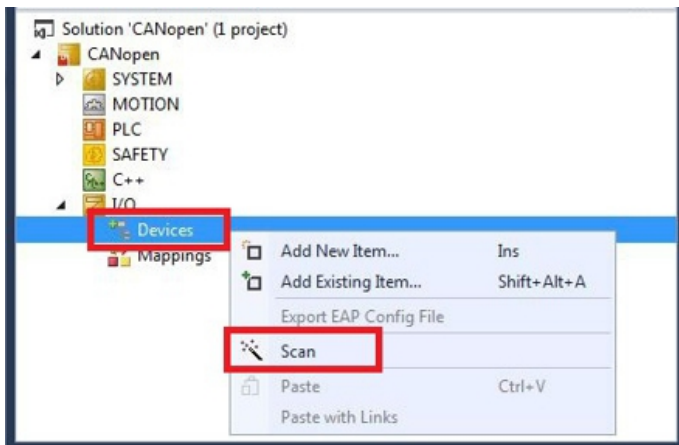 Solution 'CANopen' (1 project)
CANopen
SYSTEM
MOTION
PLC
SAFETY
C++
I/O
Devices
Mappings
Add New Item... Ins
Add Existing Item... Shift+Alt+A
Export EAP Config File
Scan
Paste Ctrl+V
Paste with Links